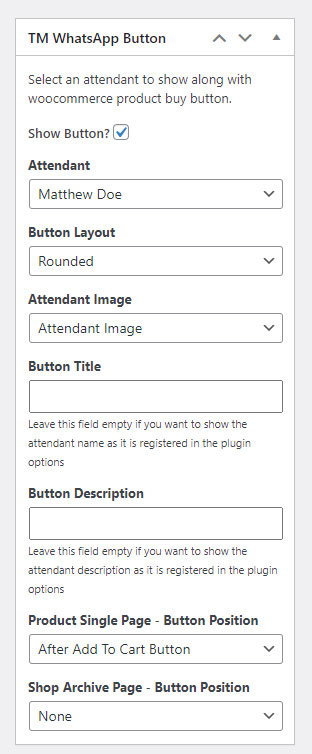 TM WhatsApp Button
Select an attendant to show along with
woocommerce product buy button.
Show Button?
Attendant
Matthew Doe
Button Layout
Rounded
Attendant Image
Attendant Image
Button Title
Leave this field empty if you want to show the
attendant name as it is registered in the plugin
options
Button Description
Leave this field empty if you want to show the
attendant description as it is registered in the plugin
options
Product Single Page - Button Position
After Add To Cart Button
Shop Archive Page - Button Position
None